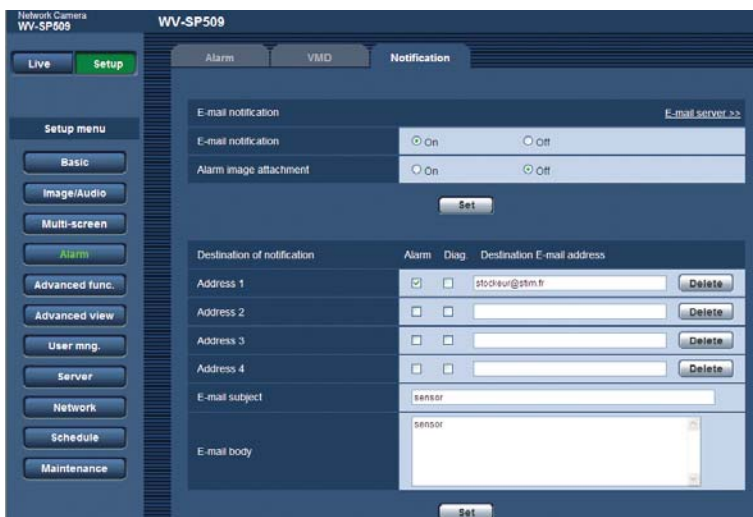 Network Camera
WV-SP509
WV-SP509
Live
Setup
Alarm
VMD
Notification
Setup menu
Basic
Image/Audio
Multi-screen
Alarm
Advanced func.
Advanced view
User mng.
Server
Network
Schedule
Maintenance
E-mail notification
E-mail server >>
E-mail notification
On
Off
Alarm image attachment
On
Off
Set
Destination of notification
Alarm
Diag.
Destination E-mail address
Address 1
stockeur@stim.fr
Delete
Address 2
Delete
Address 3
Delete
Address 4
Delete
E-mail subject
sensor
E-mail body
sensor
Set